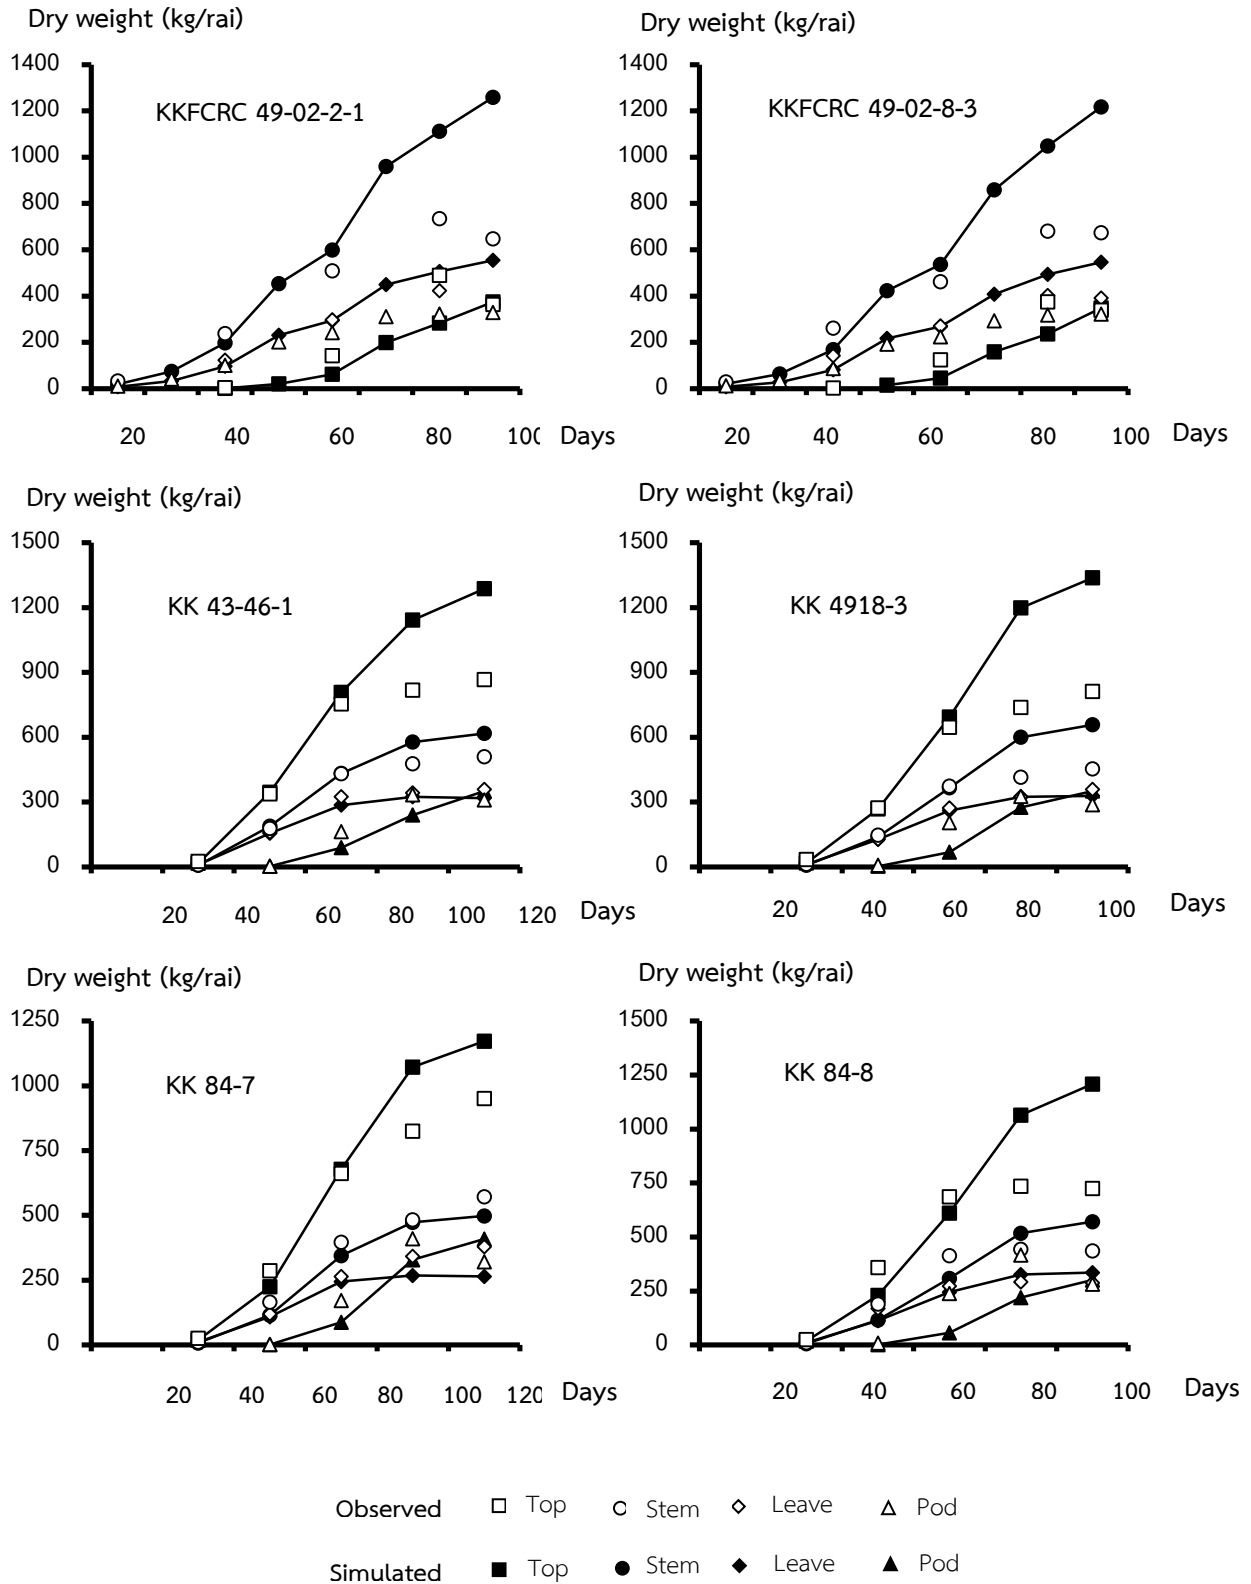 Dry weight (kg/rai)
1400
1200
1000
800
600
400
200
0
KKFCRC 49-02-2-1
20 40 60 80 100 Days
Dry weight (kg/rai)
1400
1200
1000
800
600
400
200
0
KKFCRC 49-02-8-3
20 40 60 80 100 Days
Dry weight (kg/rai)
1500
1200
900
600
300
0
KK 43-46-1
20 40 60 80 100 120 Days
Dry weight (kg/rai)
1500
1200
900
600
300
0
KK 4918-3
20 40 60 80 100 Days
Dry weight (kg/rai)
1250
1000
750
500
250
0
KK 84-7
20 40 60 80 100 120 Days
Dry weight (kg/rai)
1500
1250
1000
750
500
250
0
KK 84-8
20 40 60 80 100 Days
Observed Top Stem Leave Pod
Simulated Top Stem Leave Pod